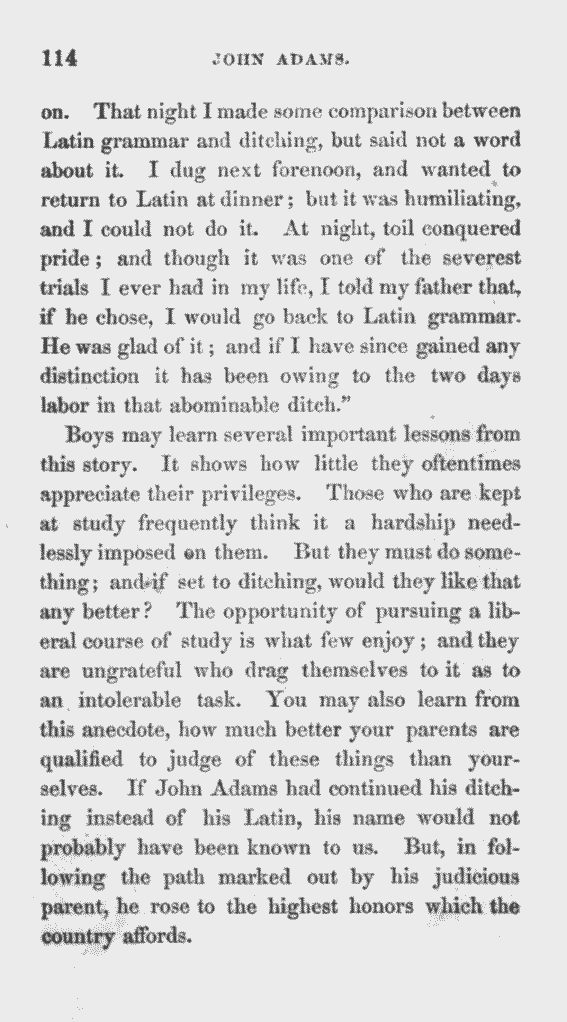 114 JOHN ADAMS.
on. That night I made some comparison between
Latin grammar and ditching, but said not a word
about it. I dug next forenoon, and wanted to
return to Latin at dinner; but it was humiliating,
and I could not do it. At night, toil conquered
pride; and though it was one of the severest
trials I ever had in my life, I told my father that,
if he chose, I would go back to Latin grammar.
He was glad of it; and if I have since gained any
distinction it has been owing to the two days
labor in that abominable ditch."
Boys may learn several important lessons from
this story. It shows how little they oftentimes
appreciate their privileges. Those who are kept
at study frequently think it a hardship need-
lessly imposed on them. But they must do some-
thing; and if set to ditching, would they like that
any better? The opportunity of pursuing a lib-
eral course of study is what few enjoy; and they
are ungrateful who drag themselves to it as to
an intolerable task. You may also learn from
this anecdote, how much better your parents are
qualified to judge of these things than your-
selves. If John Adams had continued his ditch-
ing instead of his Latin, his name would not
probably have been known to us. But, in fol-
lowing the path marked out by his judicious
parent, he rose to the highest honors which the
country affords.